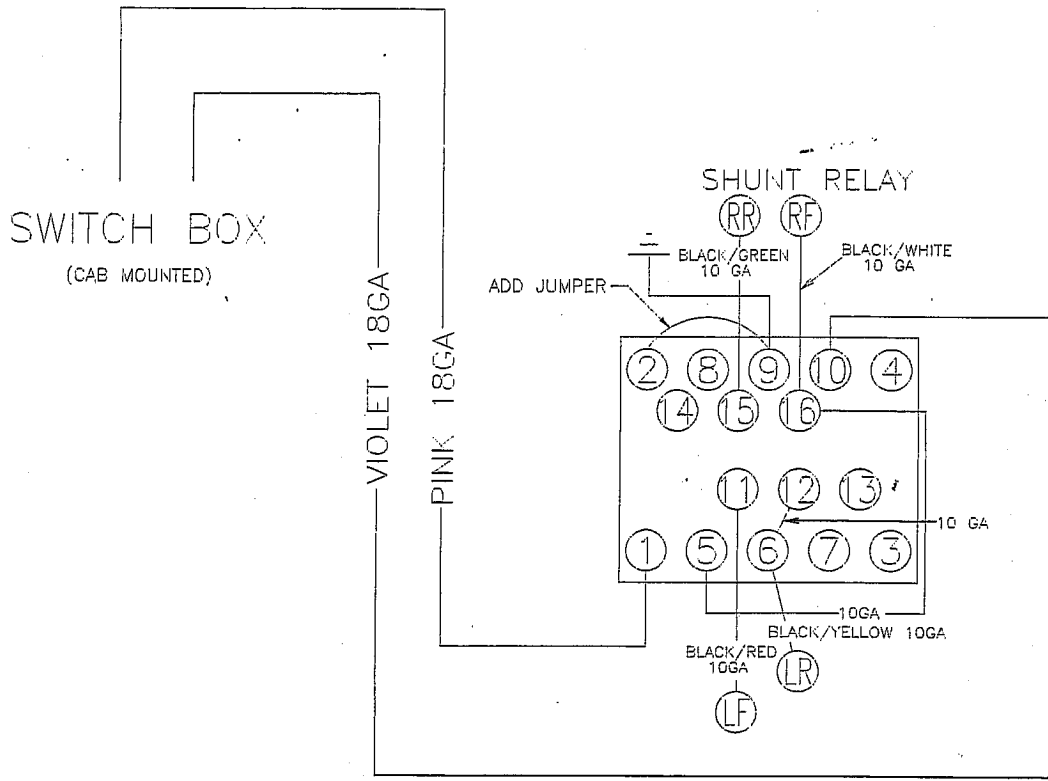 SHUNT RELAY
RR RF
SWITCH BOX
(CAB MOUNTED)
BLACK/GREEN
10 GA
BLACK/WHITE
10 GA
ADD JUMPER
VIOLET 18GA
PINK 18GA
2 8 9 10 4
14 15 16
11 12 13
10 GA
1 5 6 7 3
10GA
BLACK/YELLOW 10GA
BLACK/RED
10GA
LR
LF